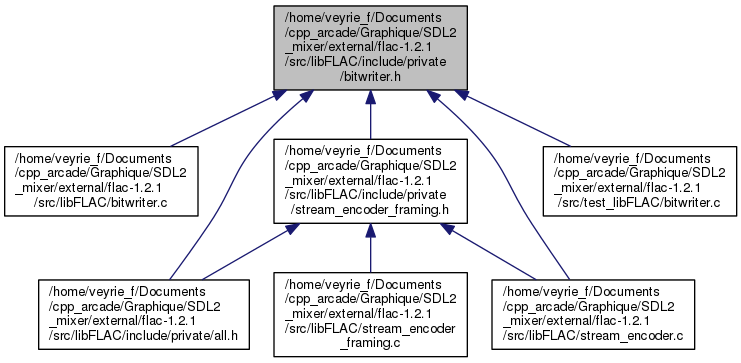 /home/veyrie_f/Documents
/cpp_arcade/Graphique/SDL2
_mixer/external/flac-1.2.1
/src/libFLAC/include/private
/bitwriter.h
/home/veyrie_f/Documents
/cpp_arcade/Graphique/SDL2
_mixer/external/flac-1.2.1
/src/libFLAC/bitwriter.c
/home/veyrie_f/Documents
/cpp_arcade/Graphique/SDL2
_mixer/external/flac-1.2.1
/src/libFLAC/include/private
/stream_encoder_framing.h
/home/veyrie_f/Documents
/cpp_arcade/Graphique/SDL2
_mixer/external/flac-1.2.1
/src/test_libFLAC/bitwriter.c
/home/veyrie_f/Documents
/cpp_arcade/Graphique/SDL2
_mixer/external/flac-1.2.1
/src/libFLAC/include/private/all.h
/home/veyrie_f/Documents
/cpp_arcade/Graphique/SDL2
_mixer/external/flac-1.2.1
/src/libFLAC/stream_encoder
_framing.c
/home/veyrie_f/Documents
/cpp_arcade/Graphique/SDL2
_mixer/external/flac-1.2.1
/src/libFLAC/stream_encoder.c